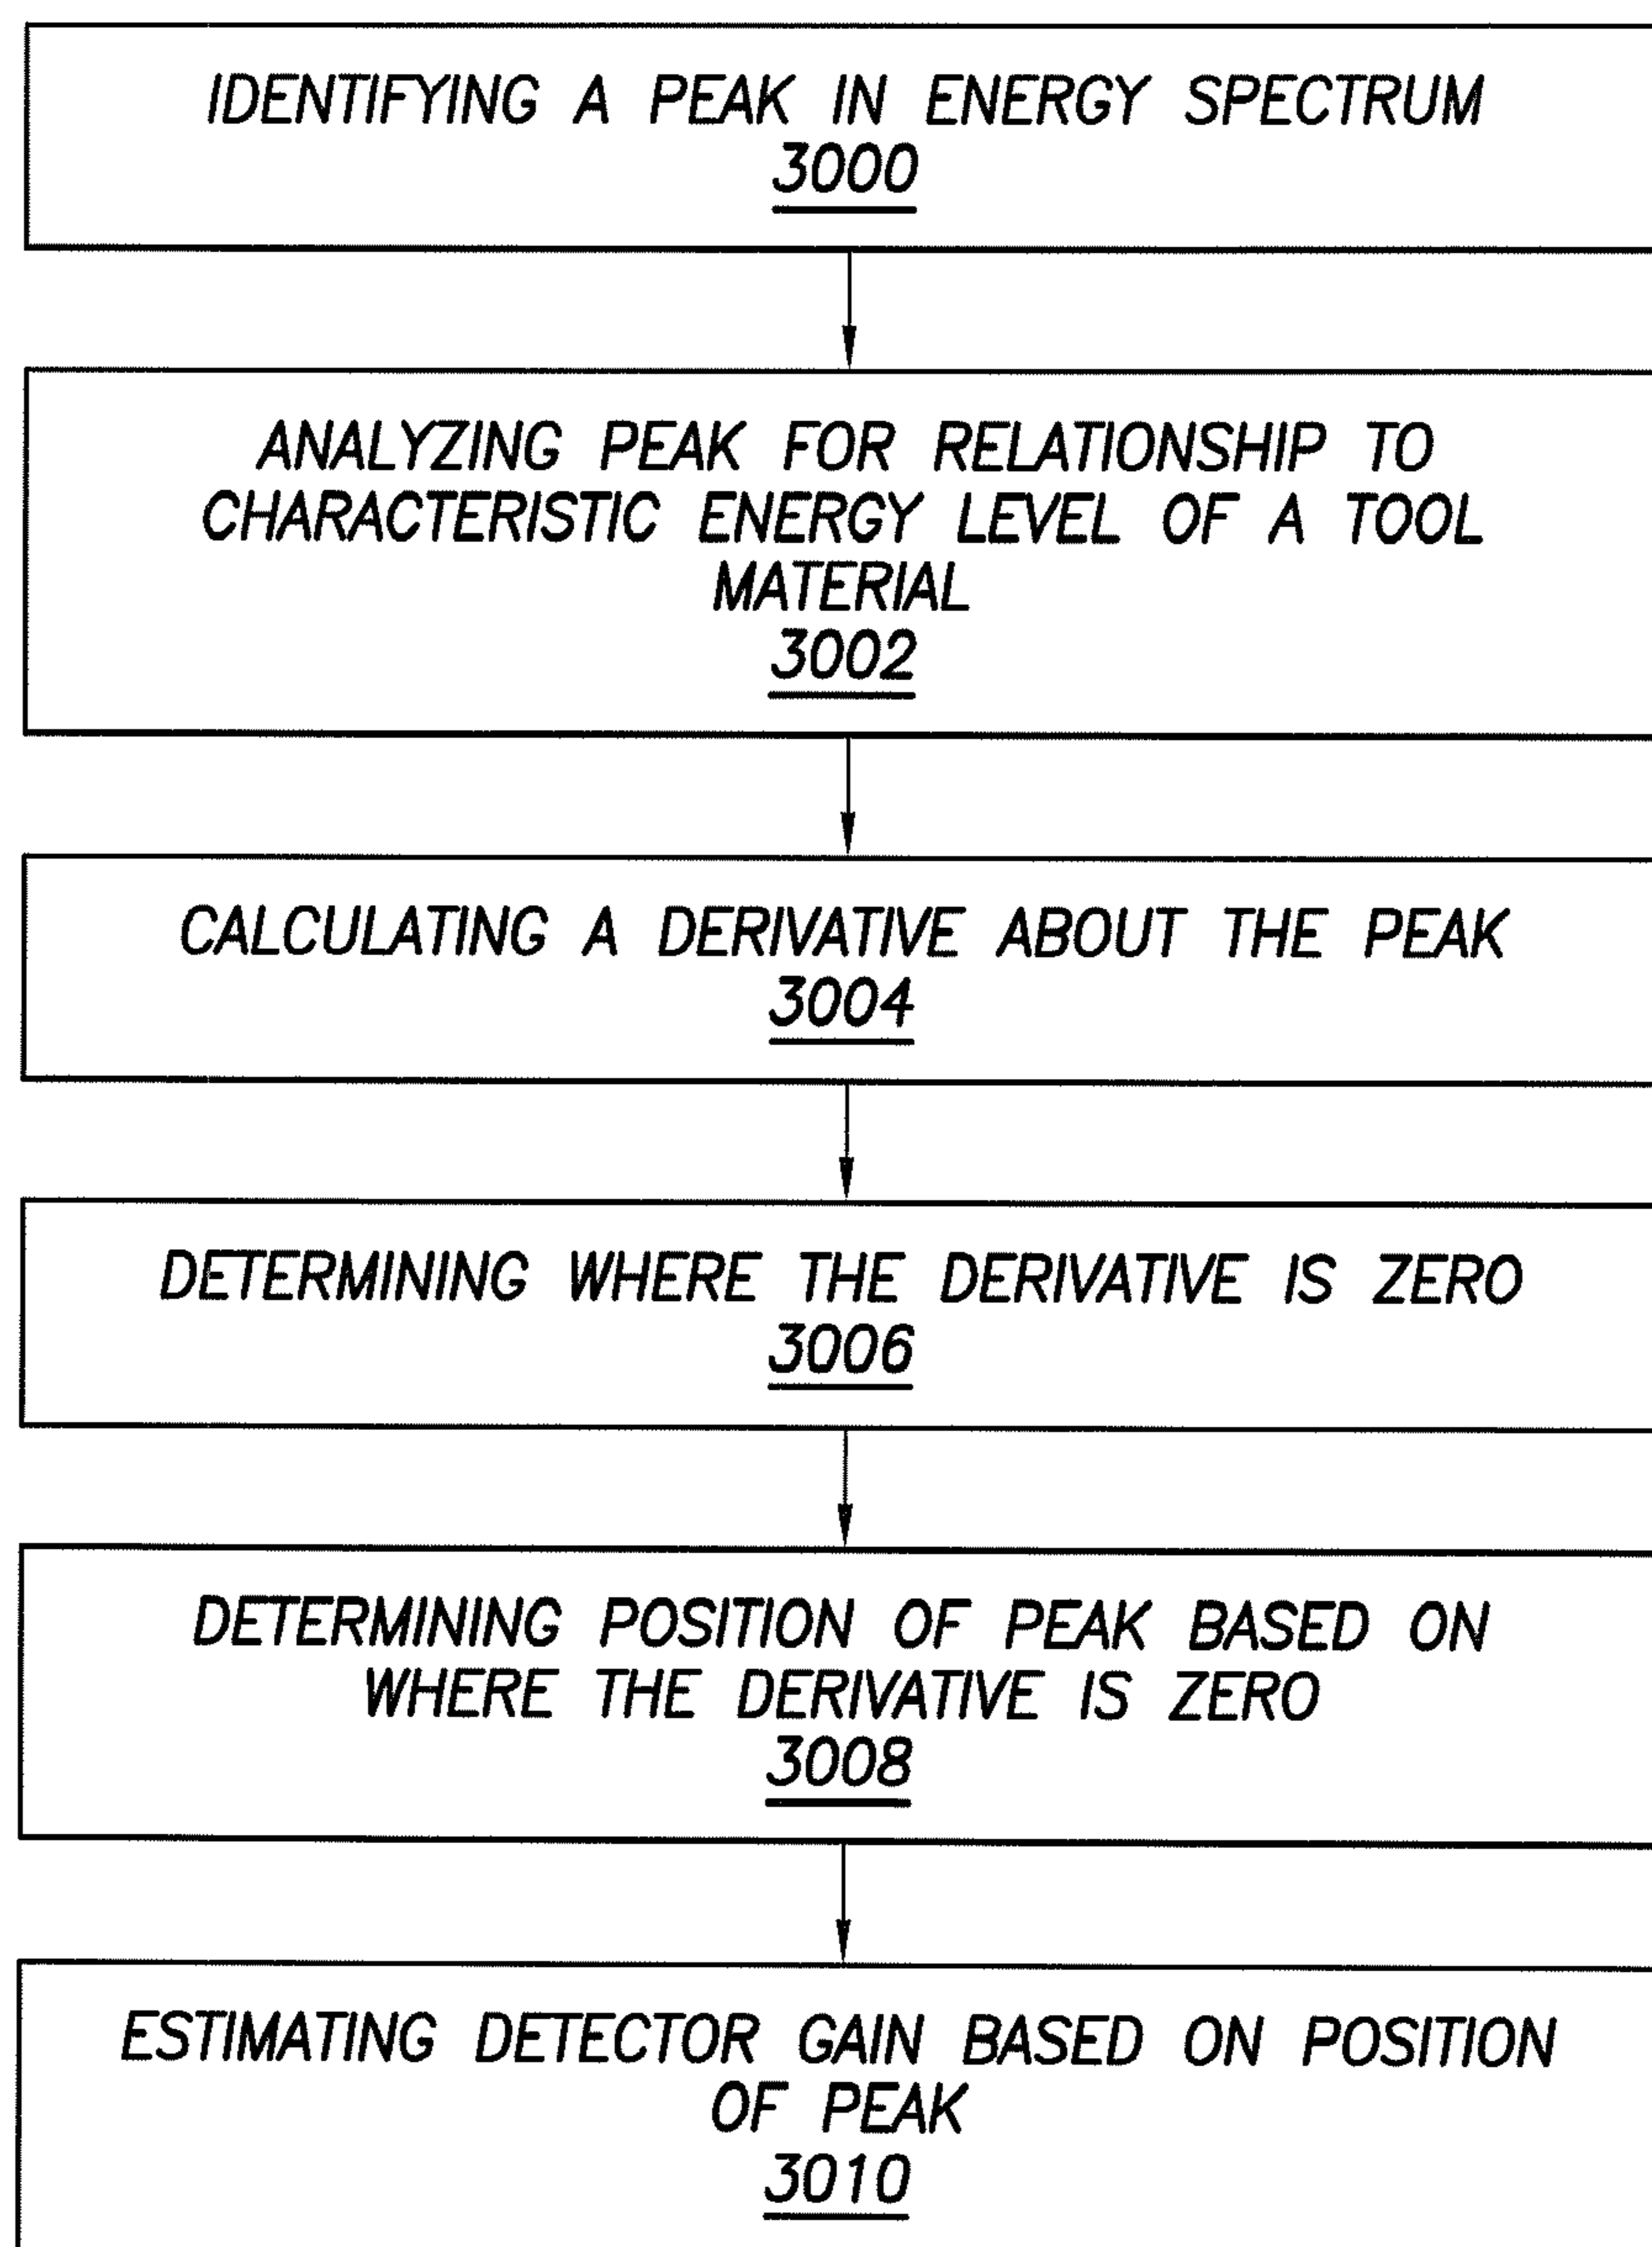 IDENTIFYING A PEAK IN ENERGY SPECTRUM
3000
ANALYZING PEAK FOR RELATIONSHIP TO
CHARACTERISTIC ENERGY LEVEL OF A TOOL
MATERIAL
3002
CALCULATING A DERIVATIVE ABOUT THE PEAK
3004
DETERMINING WHERE THE DERIVATIVE IS ZERO
3006
DETERMINING POSITION OF PEAK BASED ON
WHERE THE DERIVATIVE IS ZERO
3008
ESTIMATING DETECTOR GAIN BASED ON POSITION
OF PEAK
3010